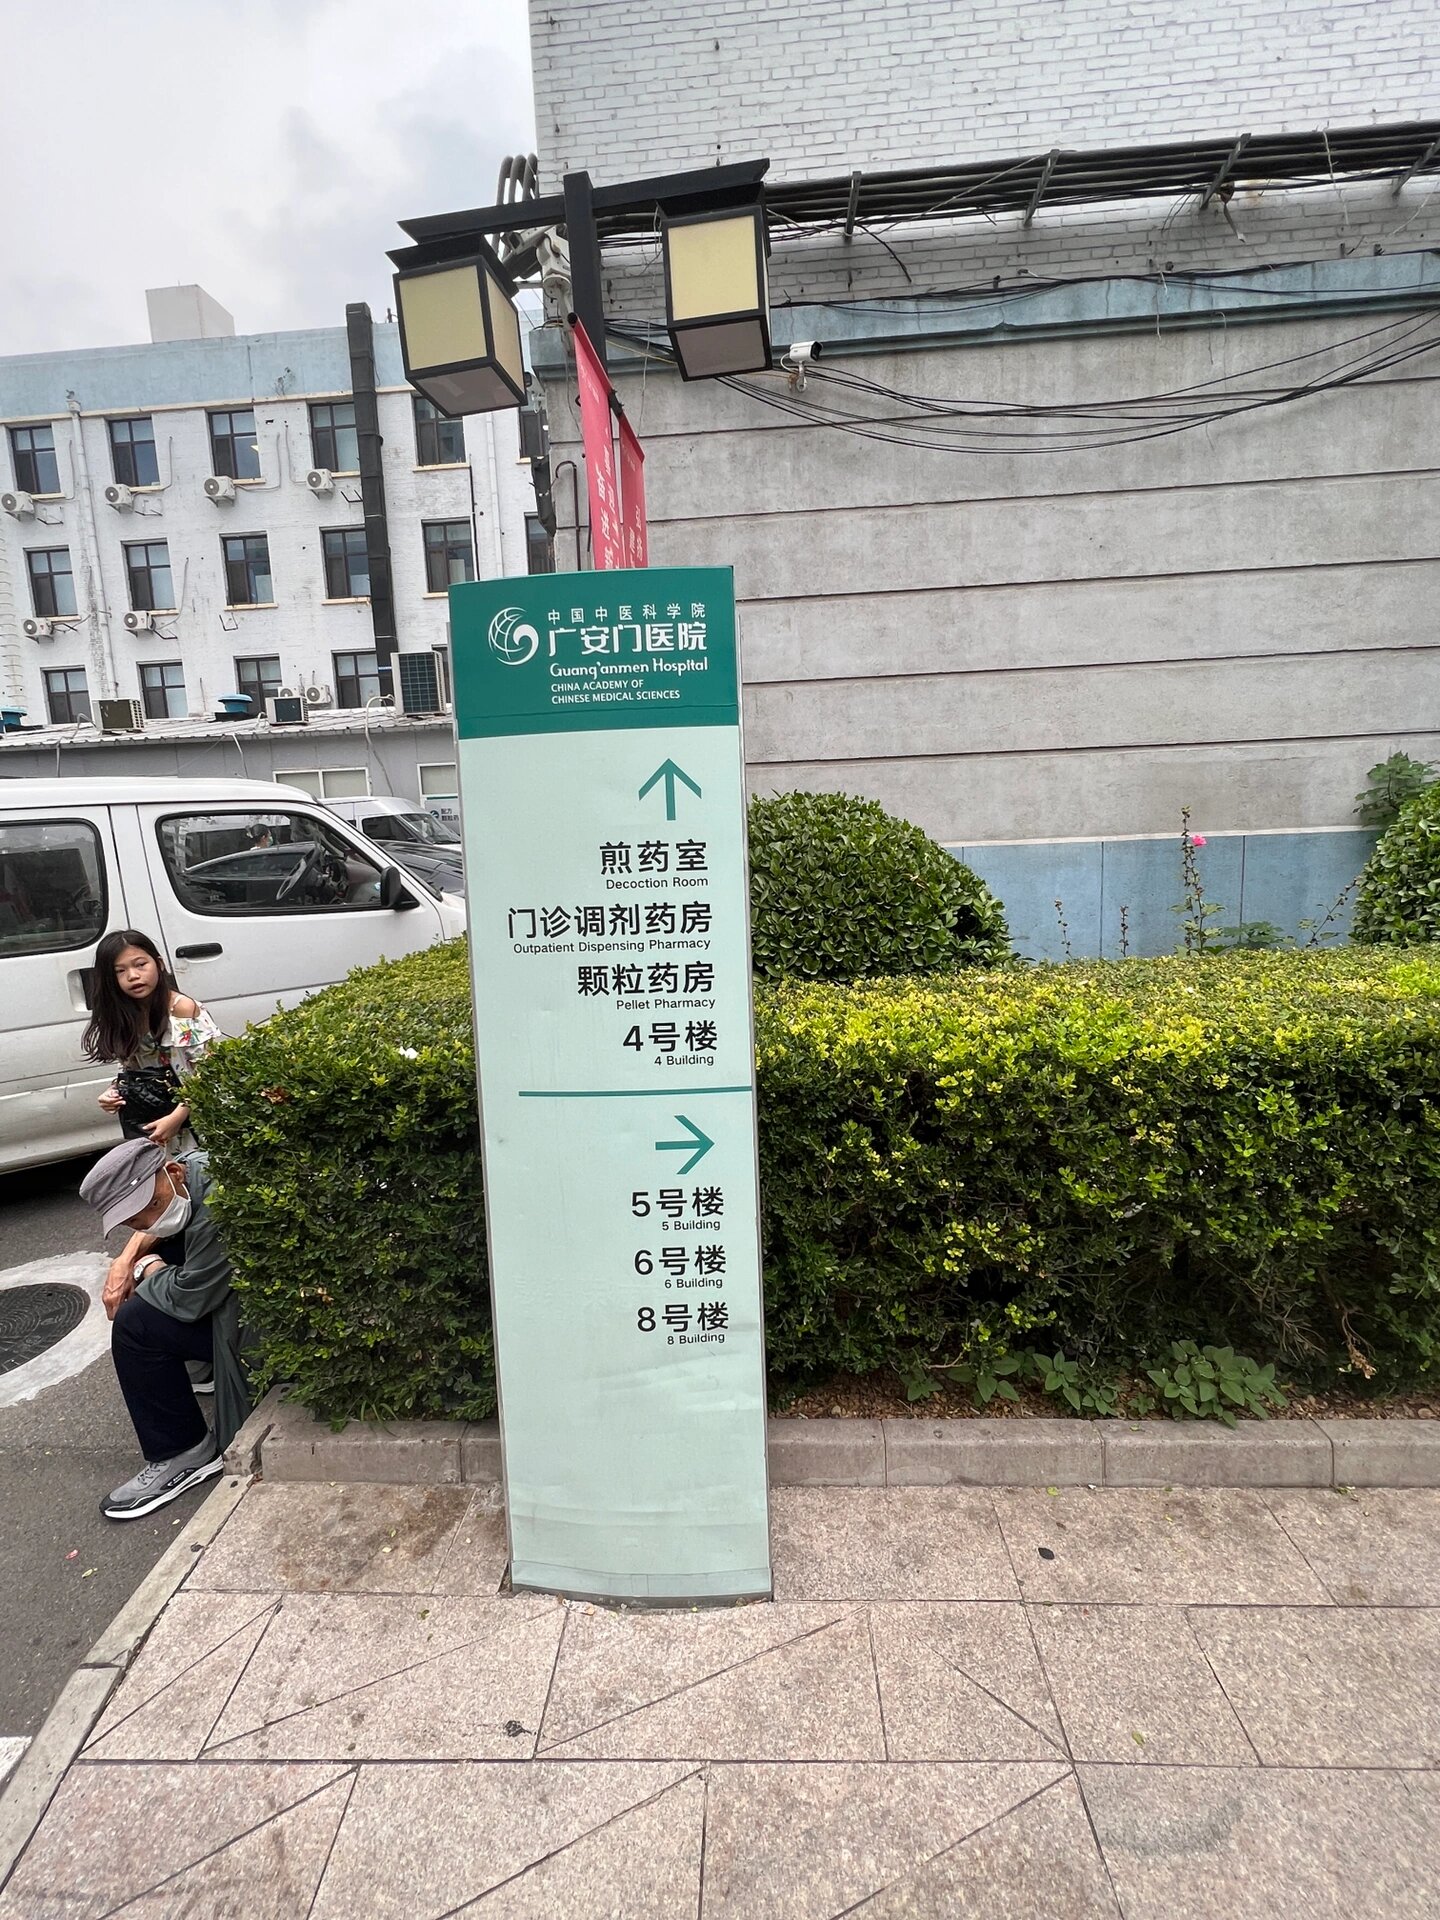 中国中医科学院
广安门医院
Guang'anmen Hospital
CHINA ACADEMY OF
CHINESE MEDICAL SCIENCES
煎药室
Decoction Room
门诊调剂药房
Outpatient Dispensing Pharmacy
颗粒药房
Pellet Pharmacy
4号楼
4 Building
5号楼
5 Building
6号楼
6 Building
8号楼
8 Building